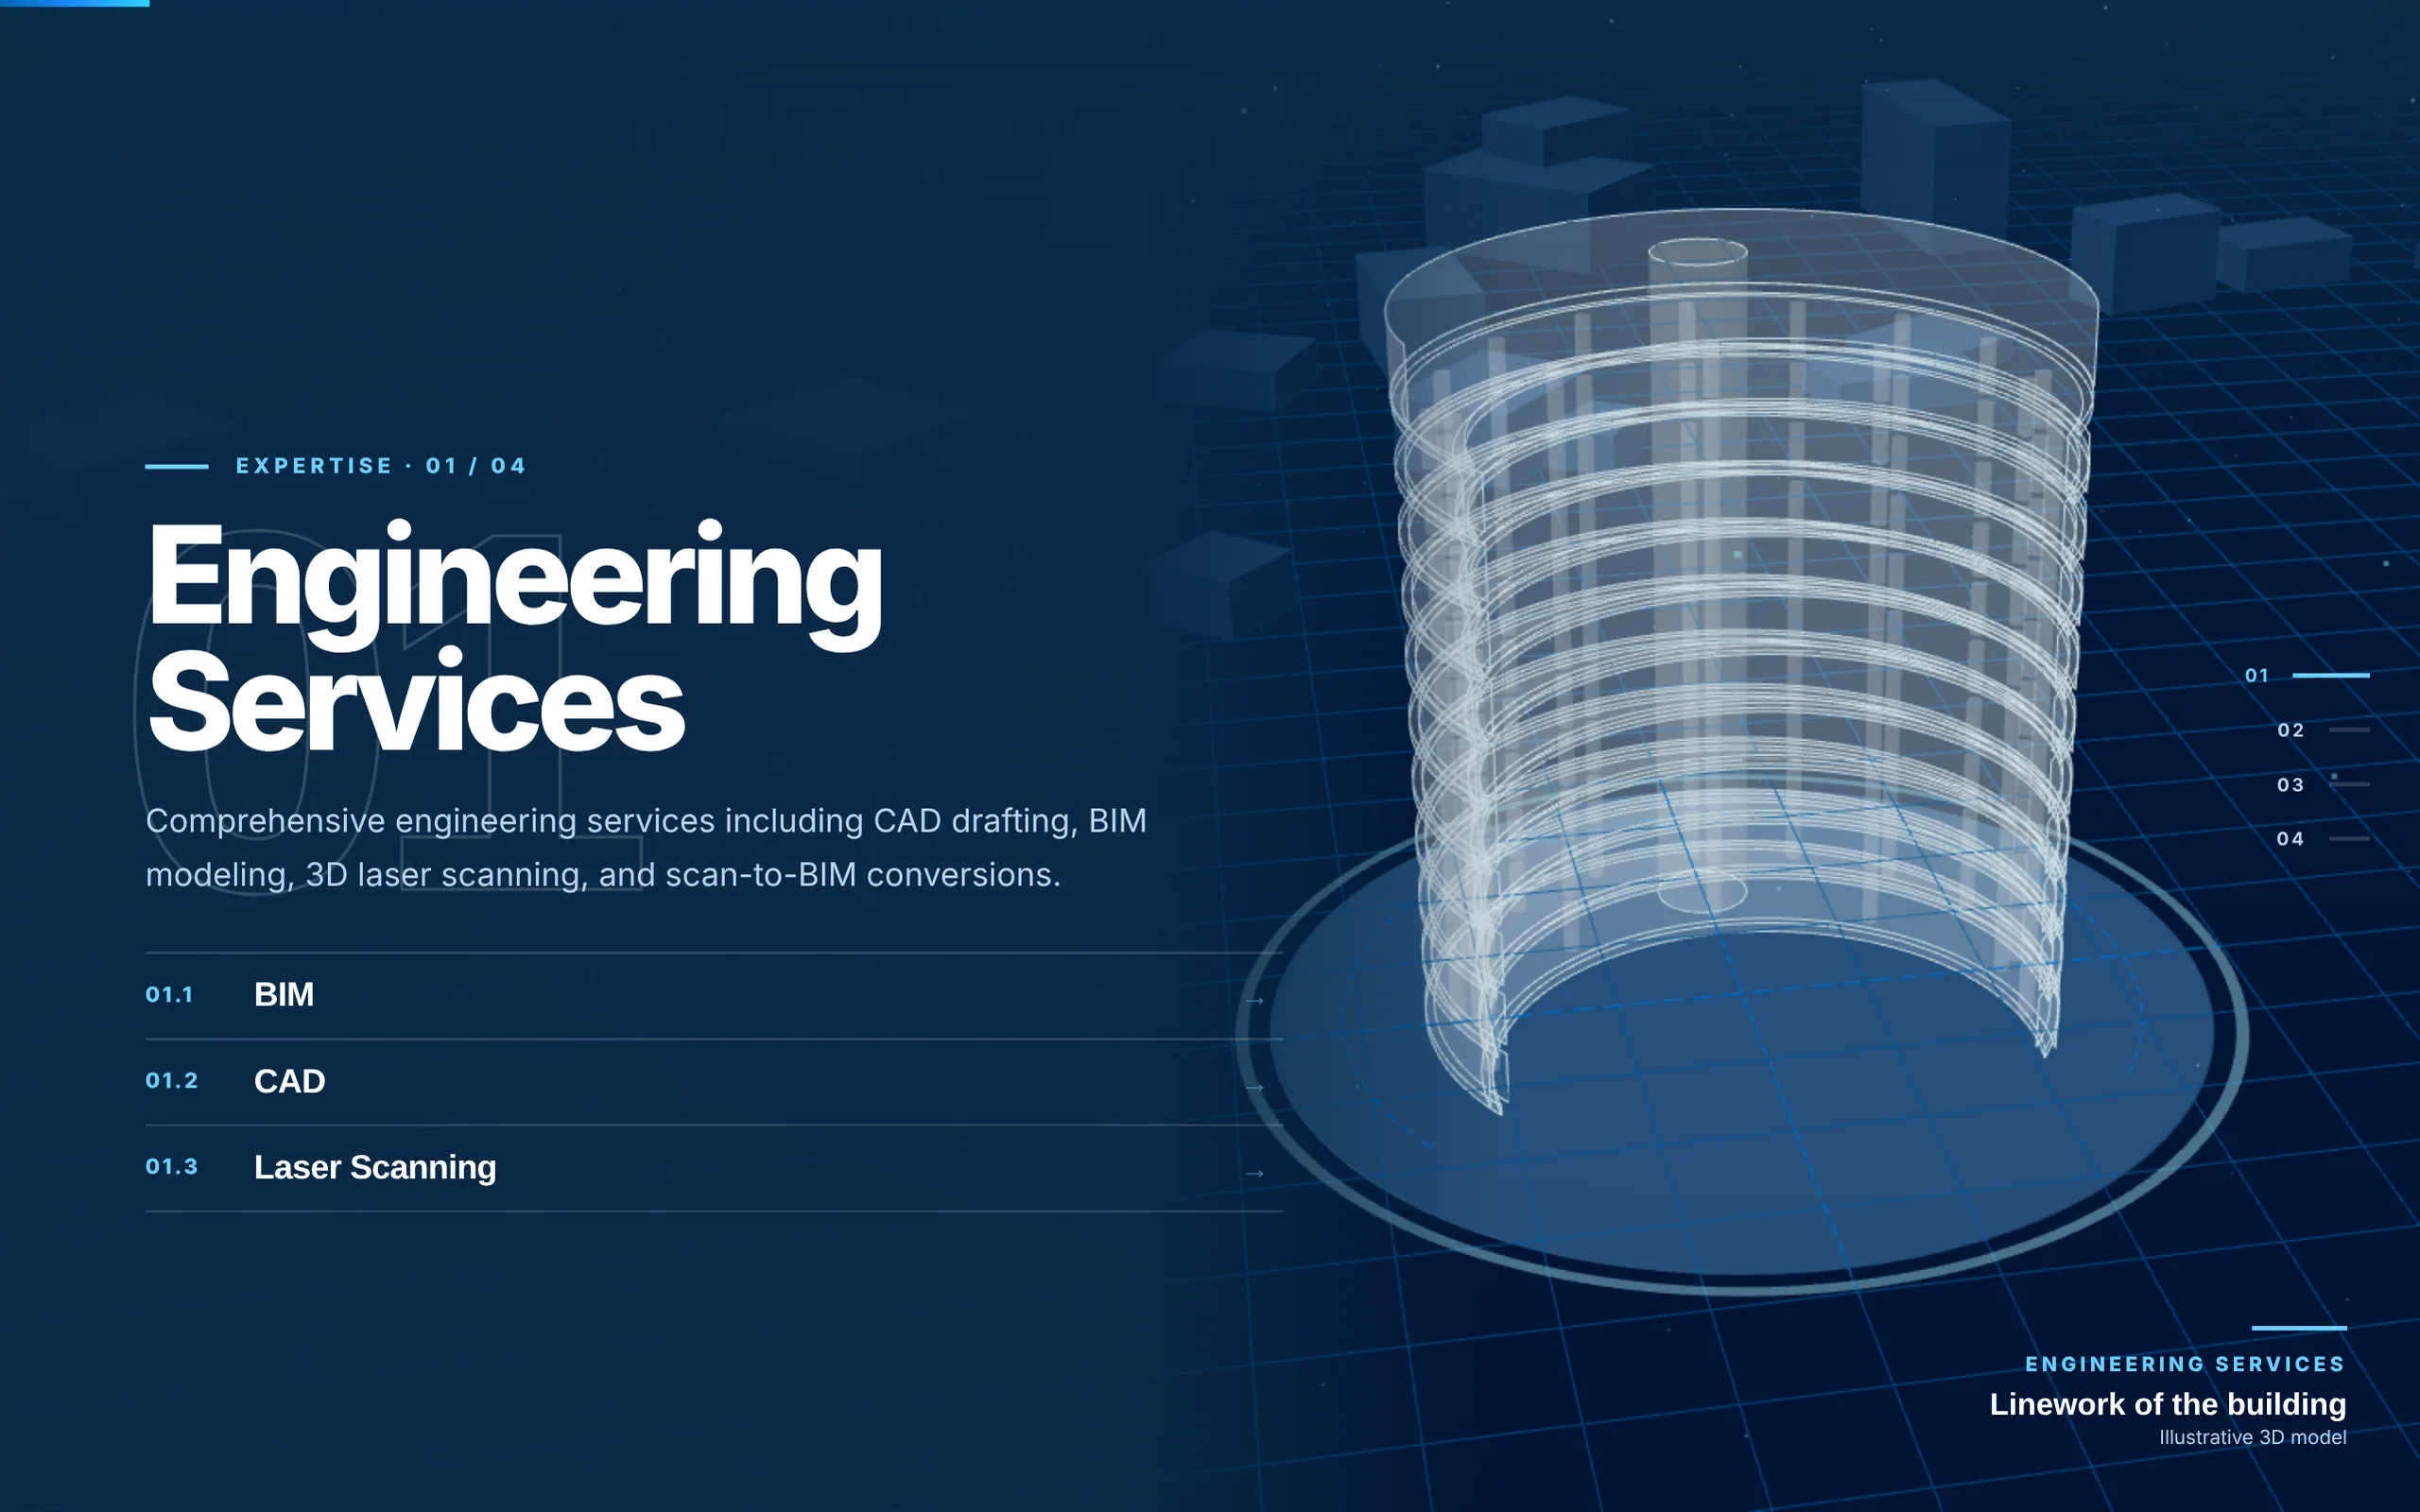 EXPERTISE · 01 / 04
01
Engineering
Services
Comprehensive engineering services including CAD drafting, BIM
modeling, 3D laser scanning, and scan-to-BIM conversions.
01.1 BIM →
01.2 CAD →
01.3 Laser Scanning →
01
02
03
04
ENGINEERING SERVICES
Linework of the building
Illustrative 3D model